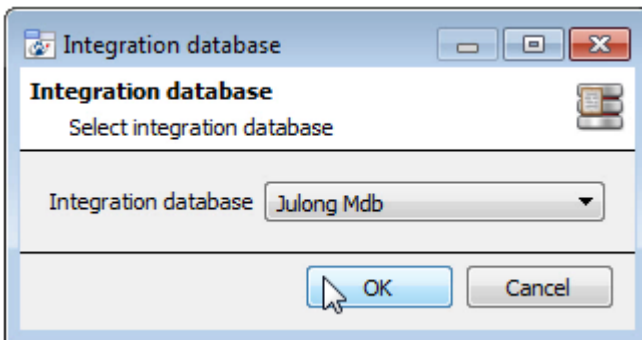 Integration database
Integration database
Select integration database
Integration database Julong Mdb
OK Cancel